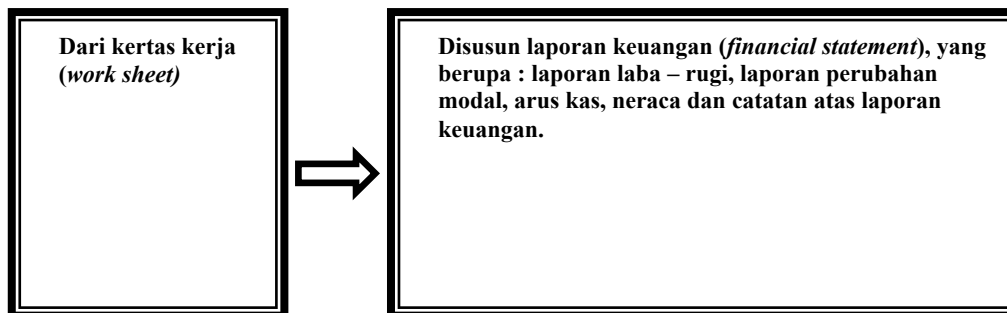 Dari kertas kerja
(work sheet)
Disusun laporan keuangan (financial statement), yang
berupa : laporan laba – rugi, laporan perubahan
modal, arus kas, neraca dan catatan atas laporan
keuangan.